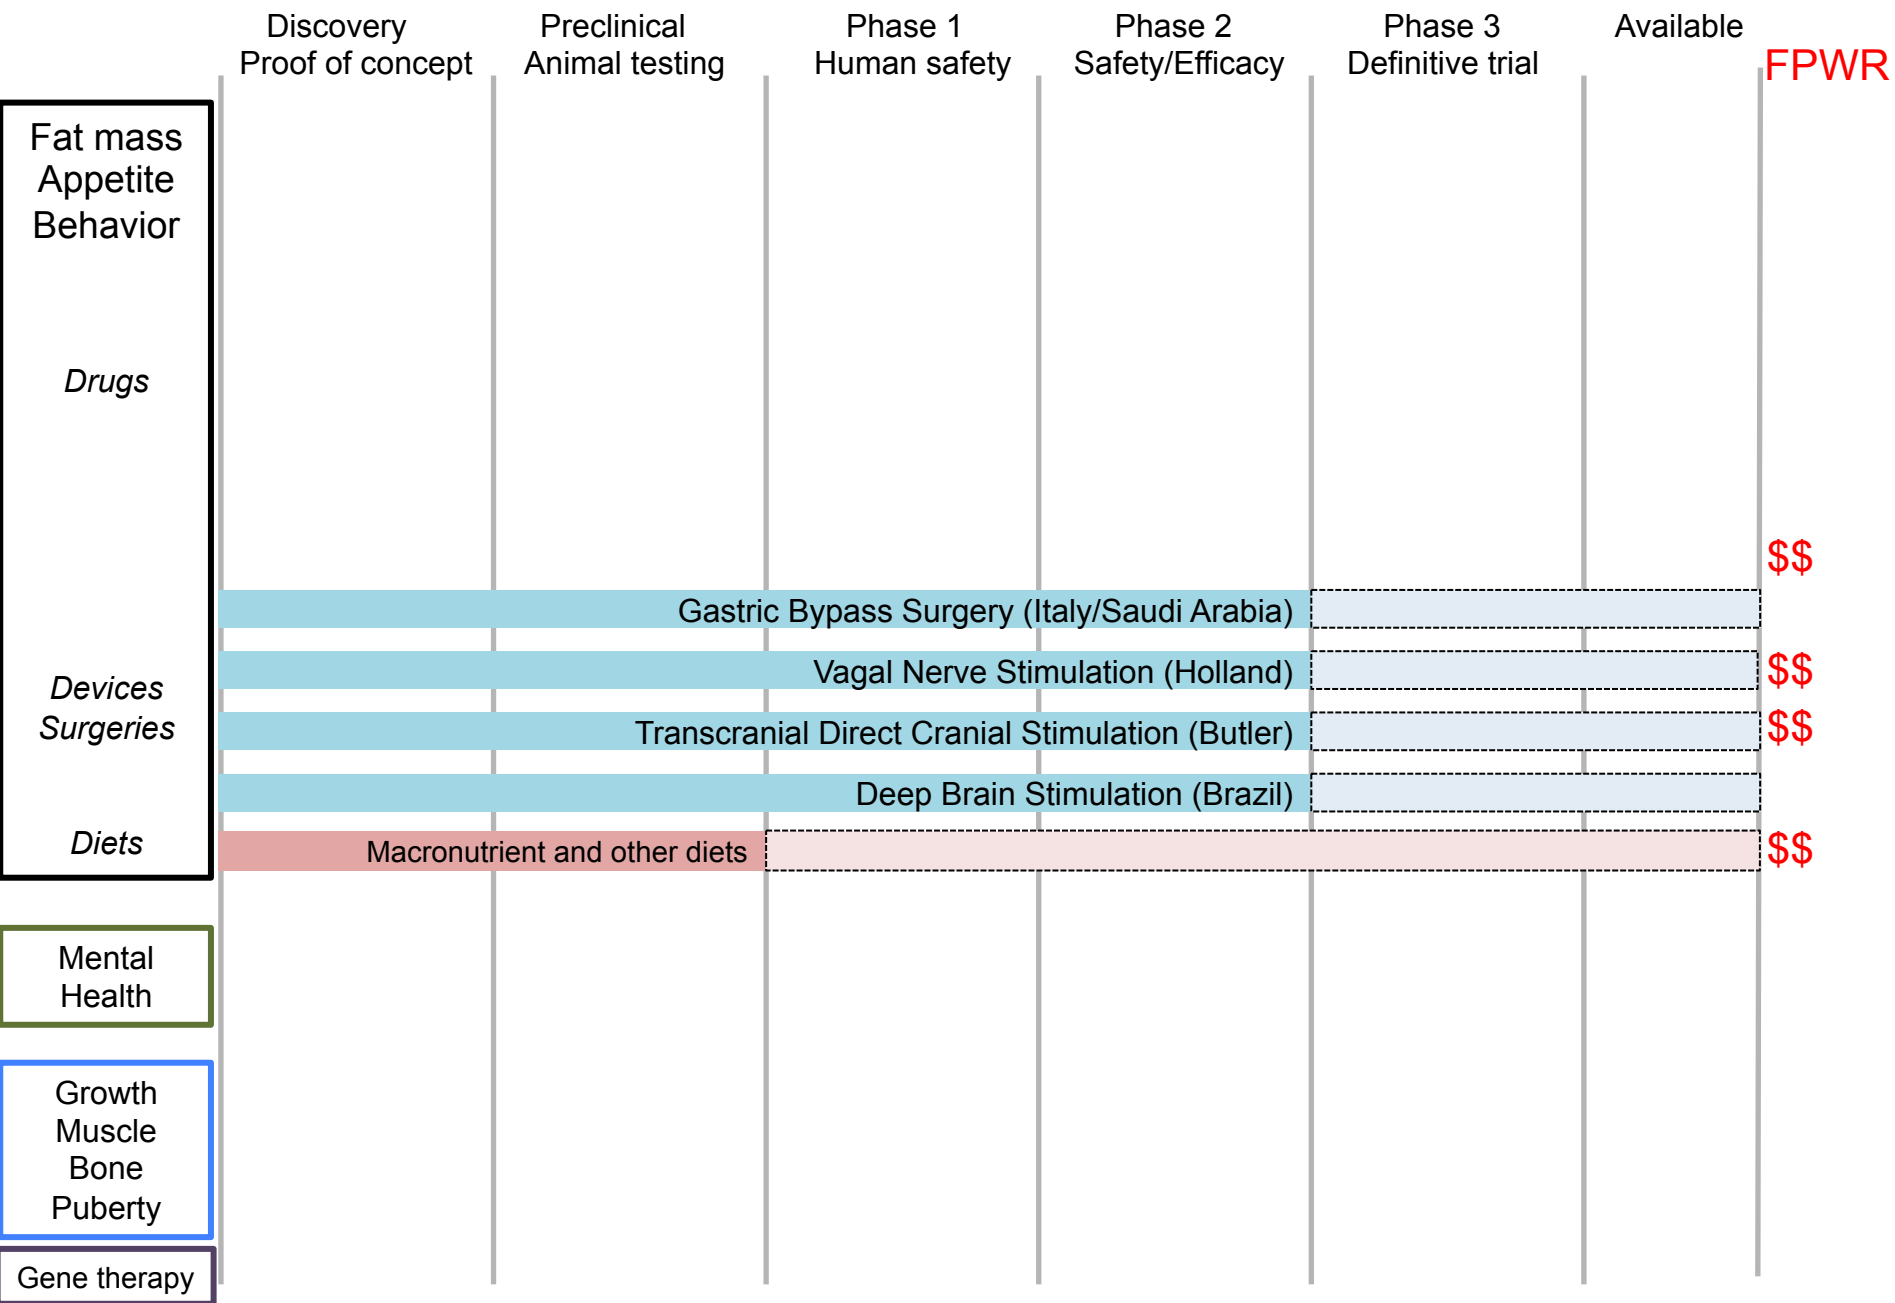 Discovery
Proof of concept
Preclinical
Animal testing
Phase 1
Human safety
Phase 2
Safety/Efficacy
Phase 3
Definitive trial
Available
FPWR
Fat mass
Appetite
Behavior
Drugs
$$
Gastric Bypass Surgery (Italy/Saudi Arabia)
Vagal Nerve Stimulation (Holland)
$$
Devices
Surgeries
Transcranial Direct Cranial Stimulation (Butler)
$$
Deep Brain Stimulation (Brazil)
Diets
Macronutrient and other diets
$$
Mental
Health
Growth
Muscle
Bone
Puberty
Gene therapy